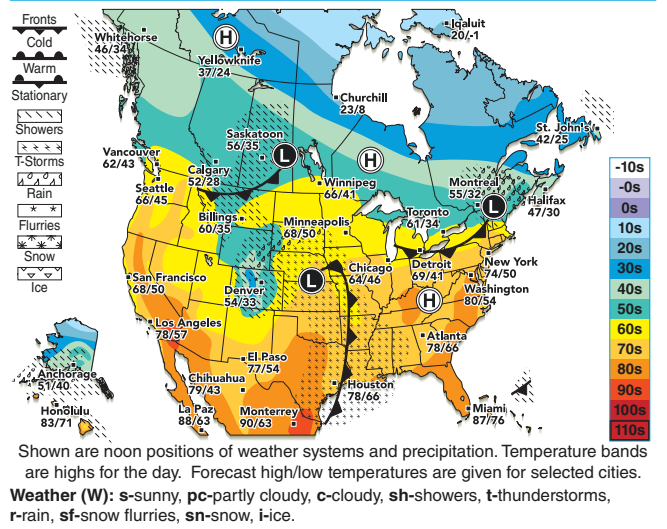 Fronts
Cold
Warm
Stationary
Showers
T-Storms
Rain
Flurries
Snow
Ice
Whitehorse
46/34
H
Yellowknife
37/24
Iqaluit
20/-1
Churchill
23/8
St. John's
42/25
Saskatoon
56/35
L
H
Vancouver
62/43
Calgary
52/28
Seattle
66/45
Winnipeg
66/41
Montreal
55/32
L
Halifax
47/30
Billings
60/35
Minneapolis
68/50
Toronto
61/34
San Francisco
68/50
Denver
54/33
L
Chicago
64/46
Detroit
69/41
New York
74/50
H
Washington
80/54
Los Angeles
78/57
El Paso
77/54
Atlanta
78/66
Anchorage
51/40
Chihuahua
79/43
Houston
78/66
Honolulu
83/71
La Paz
88/63
Monterrey
90/63
Miami
87/76
-10s
-0s
0s
10s
20s
30s
40s
50s
60s
70s
80s
90s
100s
110s
Shown are noon positions of weather systems and precipitation. Temperature bands
are highs for the day. Forecast high/low temperatures are given for selected cities.
Weather (W): s-sunny, pc-partly cloudy, c-cloudy, sh-showers, t-thunderstorms,
r-rain, sf-snow flurries, sn-snow, i-ice.